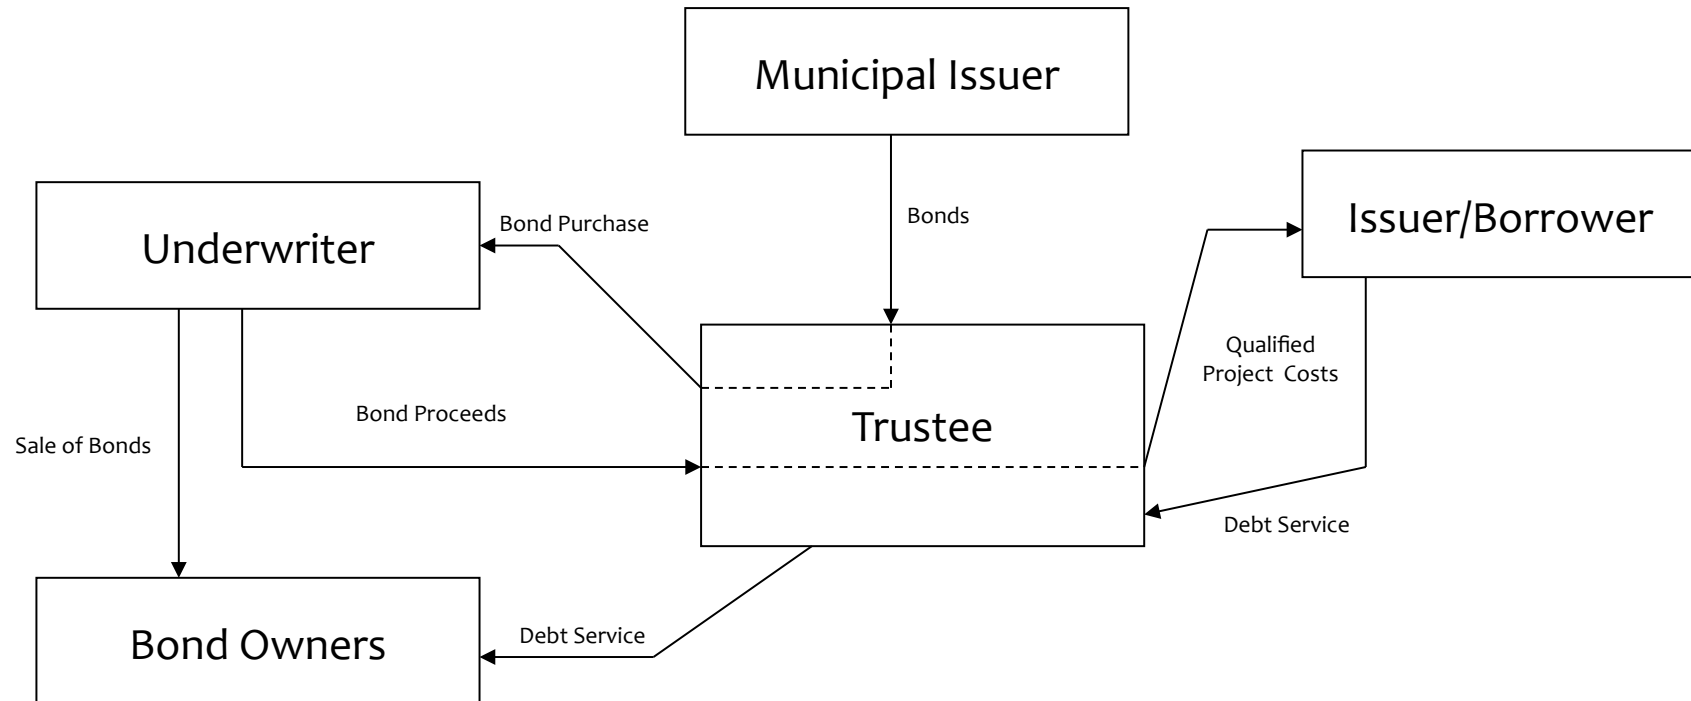 Municipal Issuer
Underwriter
Bond Purchase
Bonds
Issuer/Borrower
Qualified
Project Costs
Bond Proceeds
Trustee
Sale of Bonds
Debt Service
Bond Owners
Debt Service